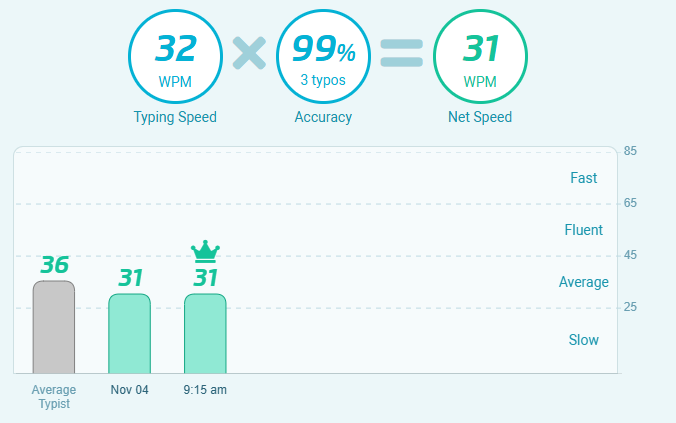 32
WPM
Typing Speed
99%
3 typos
Accuracy
31
WPM
Net Speed
85
Fast
65
Fluent
45
Average
25
Slow
36
31
31
Average
Typist
Nov 04
9:15 am